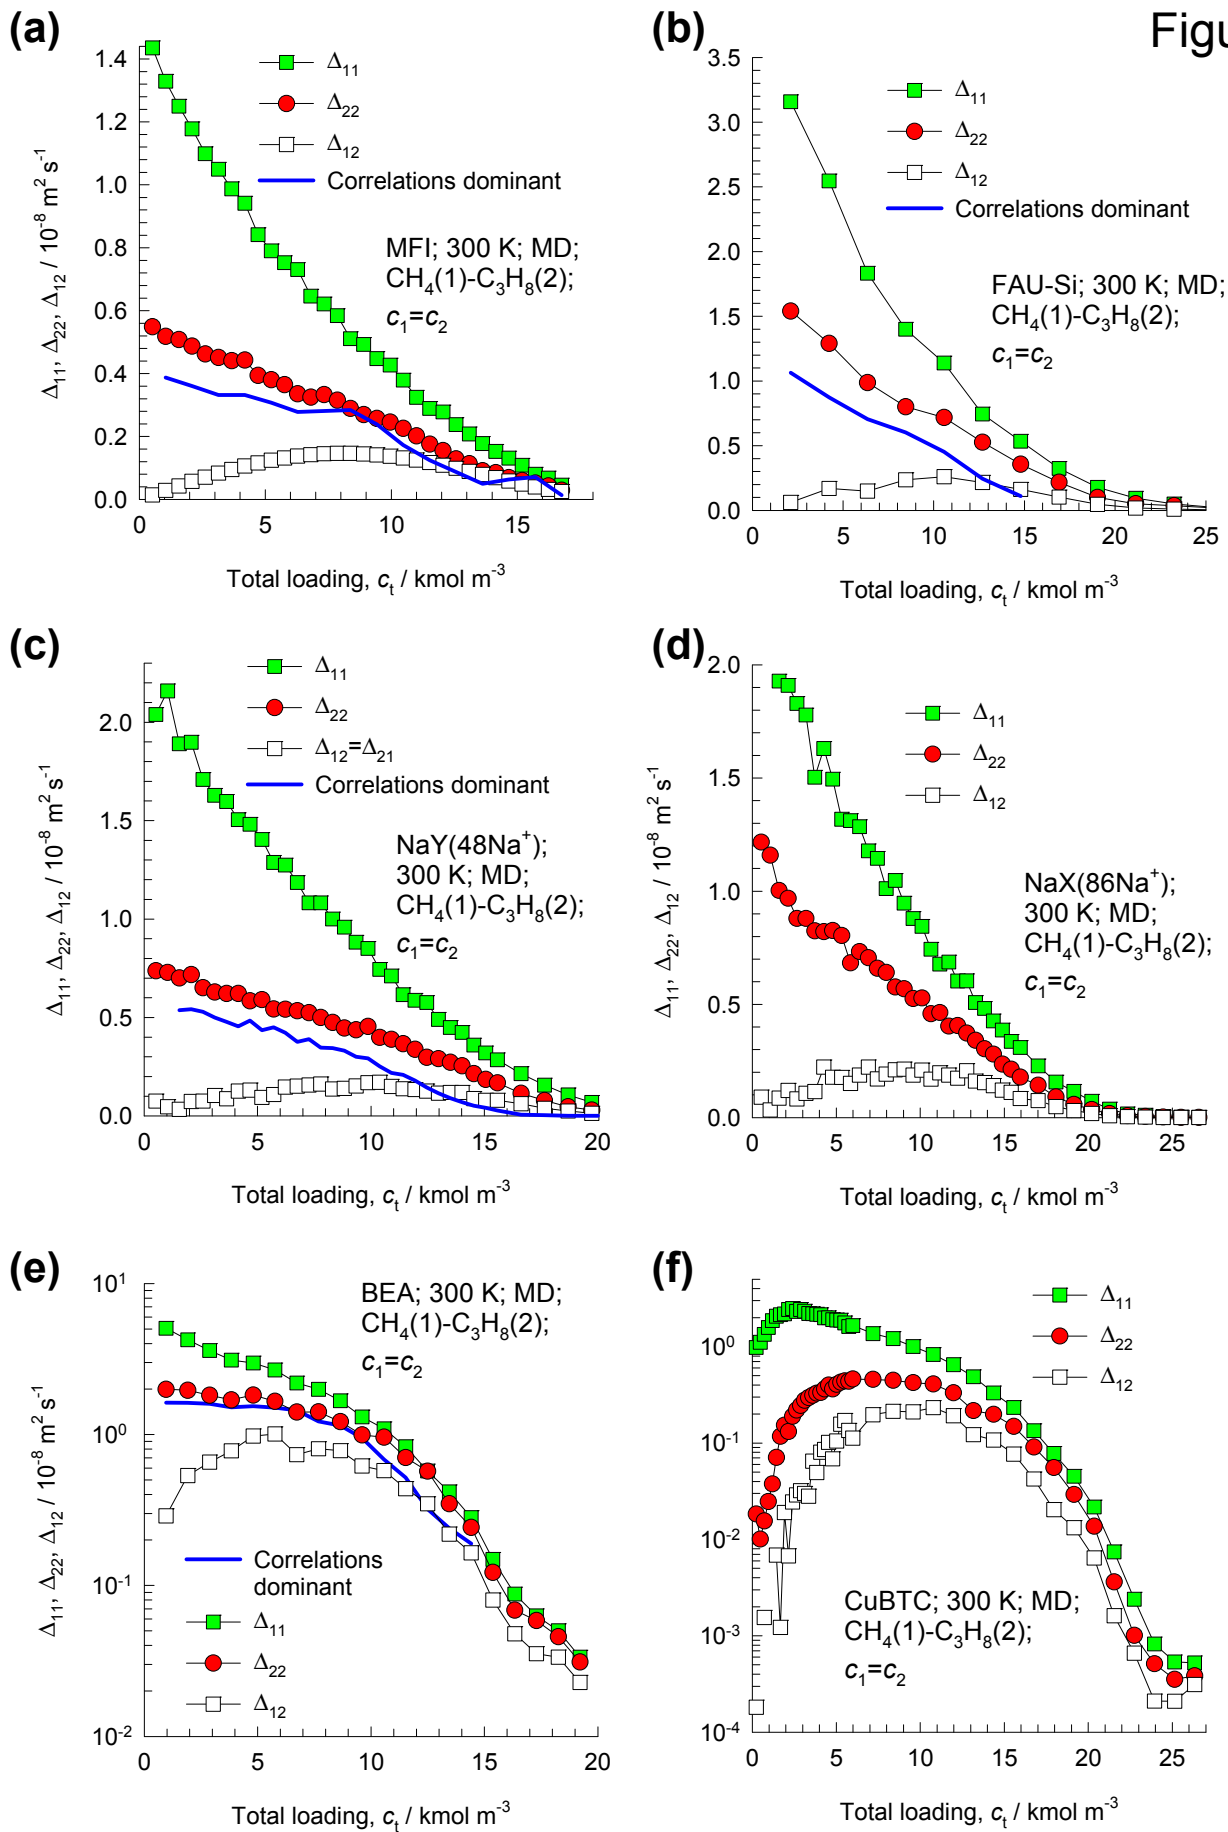 (a)
Δ11
Δ22
Δ12
Correlations dominant
MFI; 300 K; MD;
CH4(1)-C3H8(2);
c1=c2
Δ11, Δ22, Δ12 / 10-8 m2 s-1
1.4
1.2
1.0
0.8
0.6
0.4
0.2
0.0
0 5 10 15
Total loading, ct / kmol m-3
(b)
Figu
Δ11
Δ22
Δ12
Correlations dominant
FAU-Si; 300 K; MD;
CH4(1)-C3H8(2);
c1=c2
3.5
3.0
2.5
2.0
1.5
1.0
0.5
0.0
0 5 10 15 20 25
Total loading, ct / kmol m-3
(c)
Δ11
Δ22
Δ12=Δ21
Correlations dominant
NaY(48Na+);
300 K; MD;
CH4(1)-C3H8(2);
c1=c2
Δ11, Δ22, Δ12 / 10-8 m2 s-1
2.0
1.5
1.0
0.5
0.0
0 5 10 15 20
Total loading, ct / kmol m-3
(d)
Δ11
Δ22
Δ12
NaX(86Na+);
300 K; MD;
CH4(1)-C3H8(2);
c1=c2
Δ11, Δ22, Δ12 / 10-8 m2 s-1
2.0
1.5
1.0
0.5
0.0
0 5 10 15 20 25
Total loading, ct / kmol m-3
(e)
BEA; 300 K; MD;
CH4(1)-C3H8(2);
c1=c2
Correlations
dominant
Δ11
Δ22
Δ12
Δ11, Δ22, Δ12 / 10-8 m2 s-1
101
100
10-1
10-2
0 5 10 15 20
Total loading, ct / kmol m-3
(f)
Δ11
Δ22
Δ12
CuBTC; 300 K; MD;
CH4(1)-C3H8(2);
c1=c2
100
10-1
10-2
10-3
10-4
0 5 10 15 20 25
Total loading, ct / kmol m-3